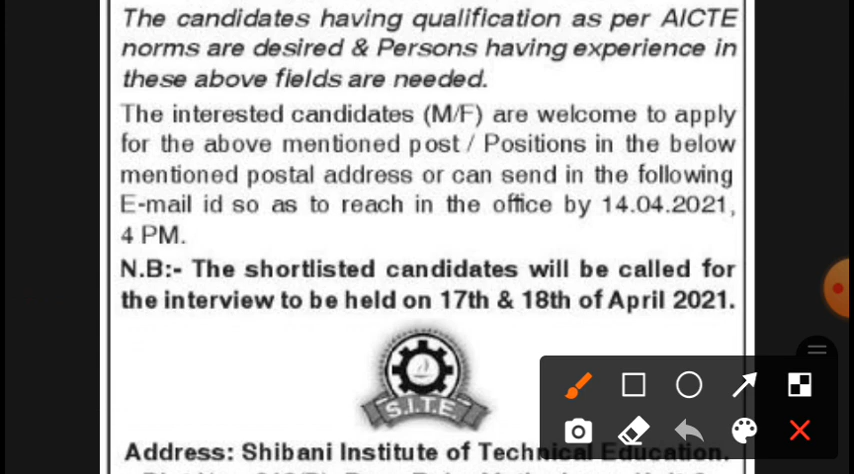 The candidates having qualification as per AICTE
norms are desired & Persons having experience in
these above fields are needed.
The interested candidates (M/F) are welcome to apply
for the above mentioned post / Positions in the below
mentioned postal address or can send in the following
E-mail id so as to reach in the office by 14.04.2021,
4 PM.
N.B:- The shortlisted candidates will be called for
the interview to be held on 17th & 18th of April 2021.
S.I.T.E.
Address: Shibani Institute of Technical Education.